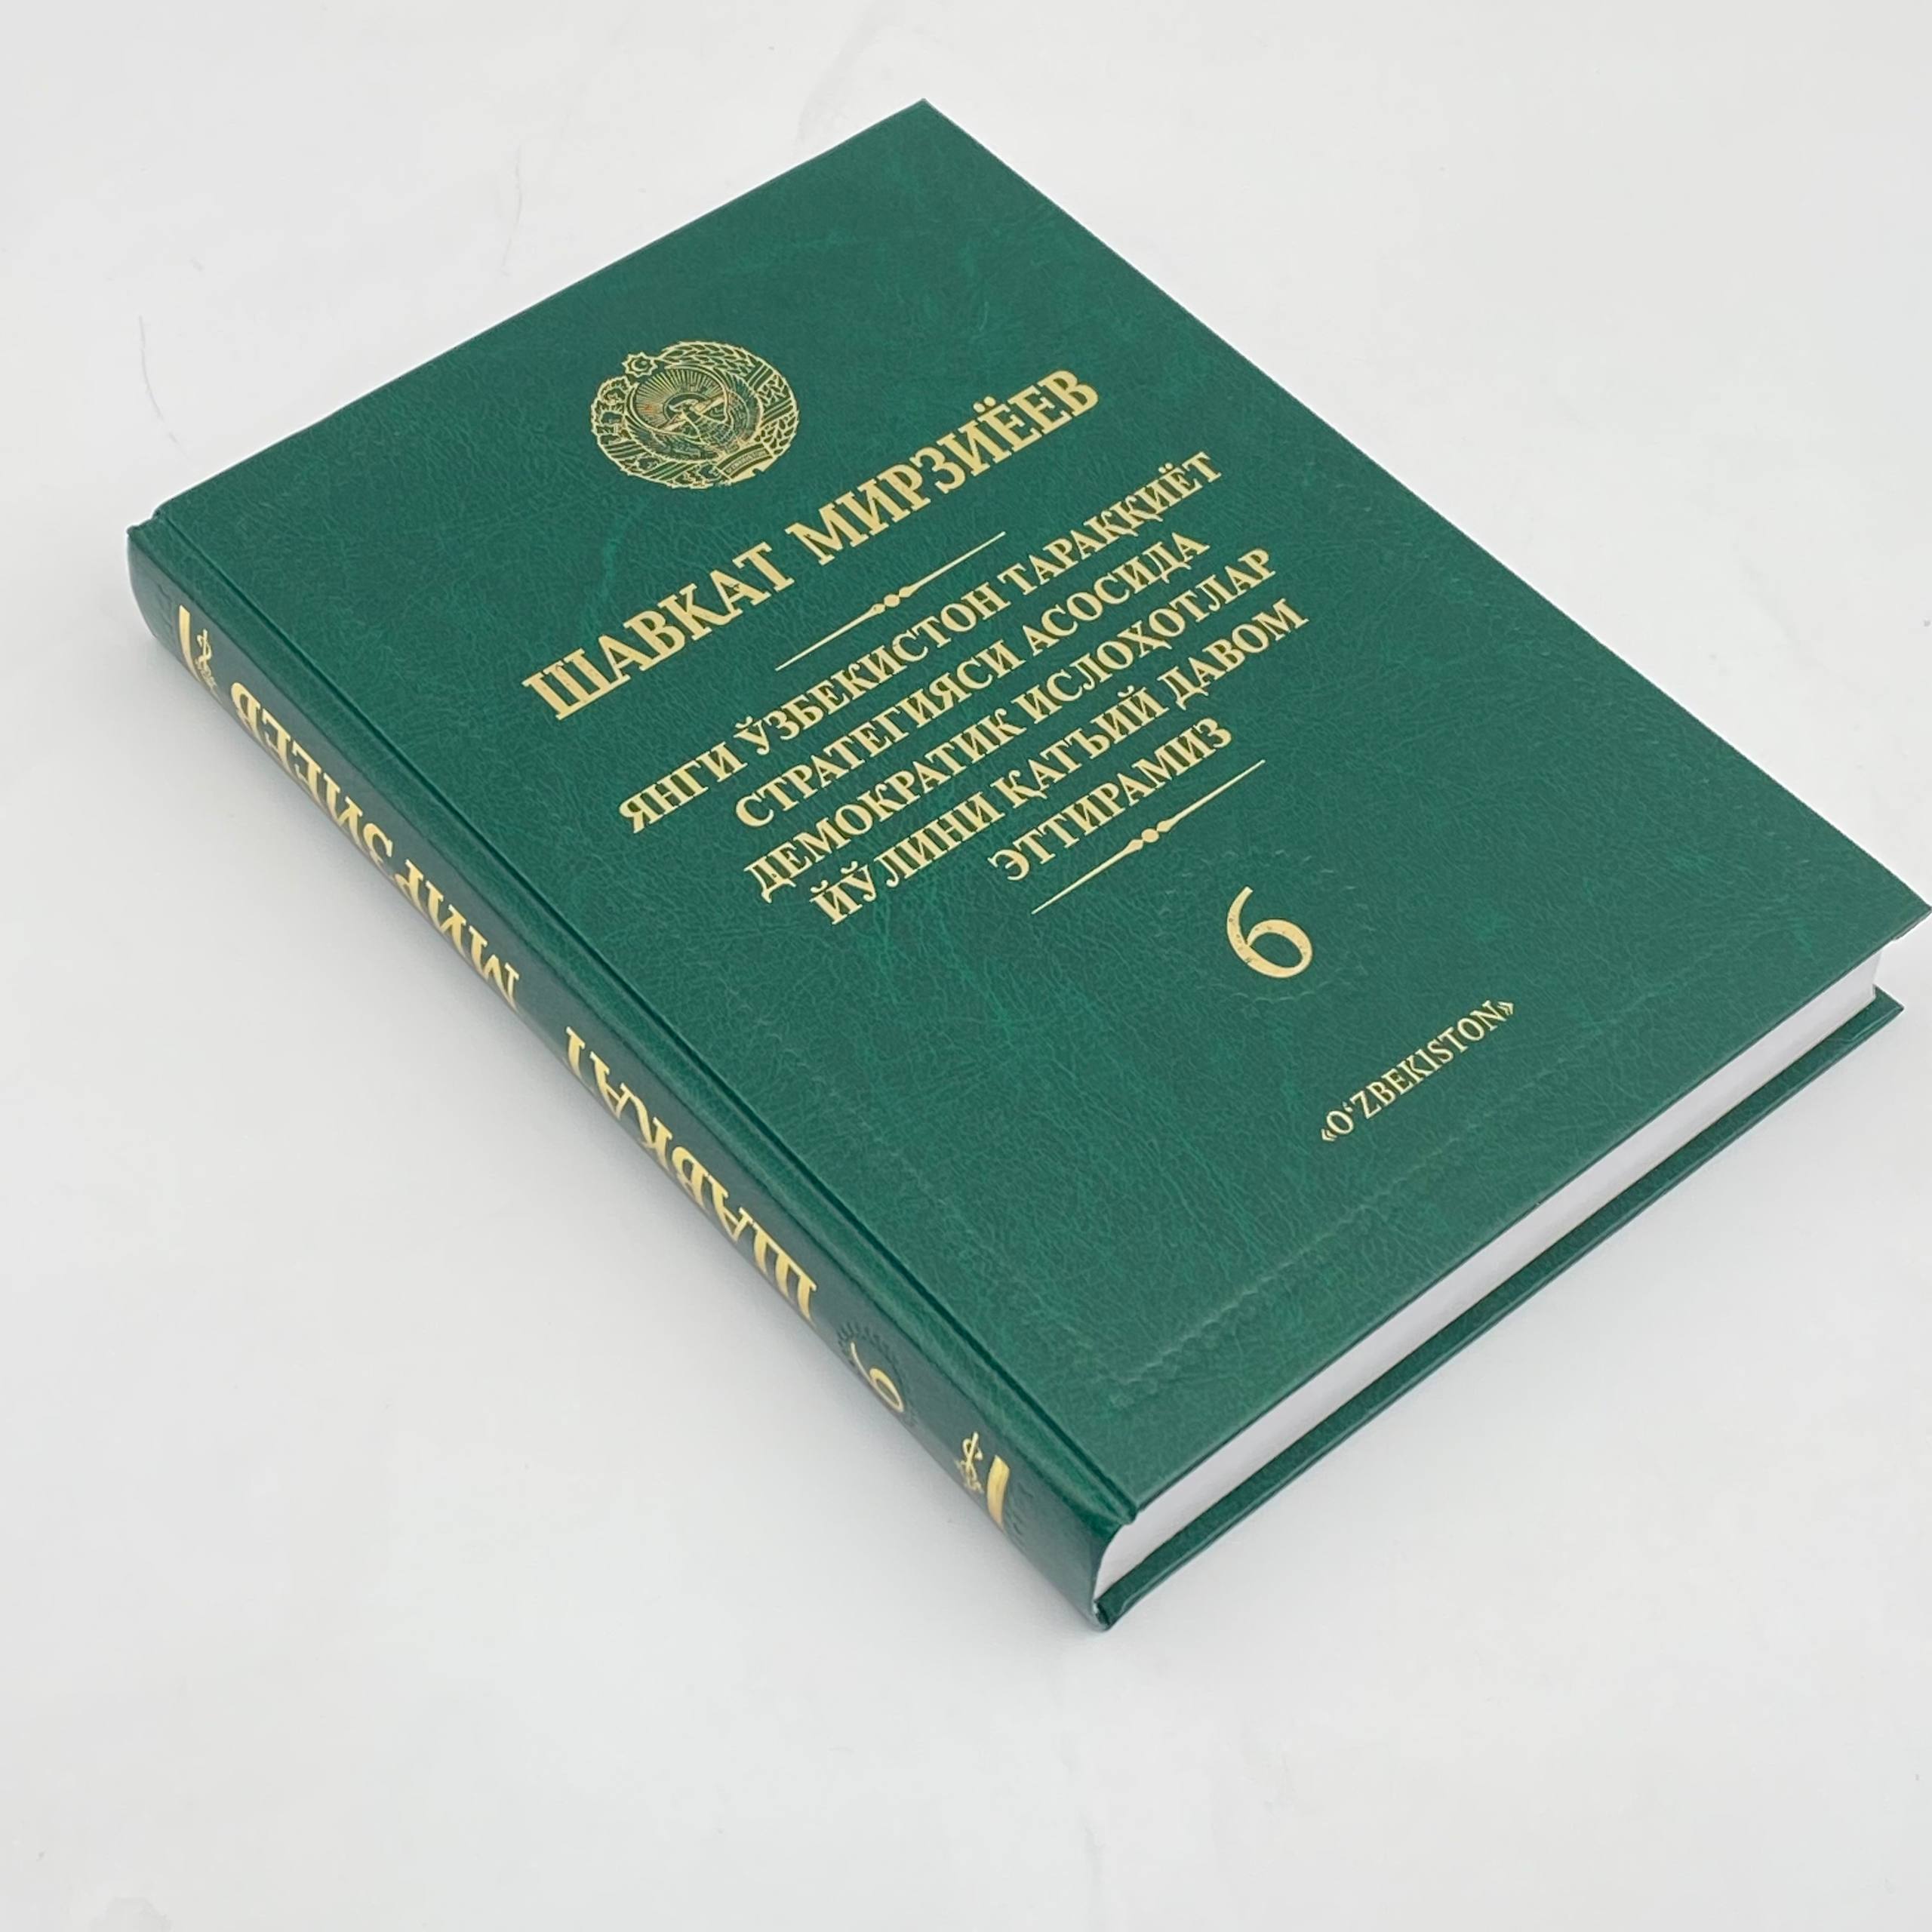 ШАВКАТ МИРЗИЁЕВ
ЯНГИ ЎЗБЕКИСТОН ТАРАҚҚИЁТ
СТРАТЕГИЯСИ АСОСИДА
ДЕМОКРАТИК ИСЛОҲОТЛАР
ЙЎЛИНИ ҚАТЪИЙ ДАВОМ
ЭТТИРАМИЗ
6
«O‘ZBEKISTON»
6 ШАВКАТ МИРЗИЁЕВ